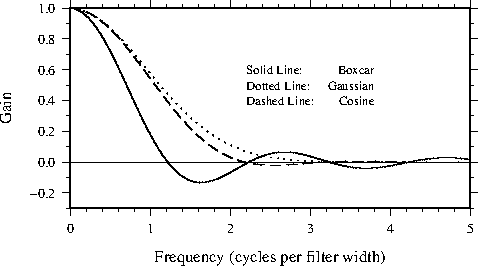 1.0
0.8
0.6
0.4
0.2
0.0
−0.2
Gain
Solid Line: Boxcar
Dotted Line: Gaussian
Dashed Line: Cosine
0 1 2 3 4 5
Frequency (cycles per filter width)